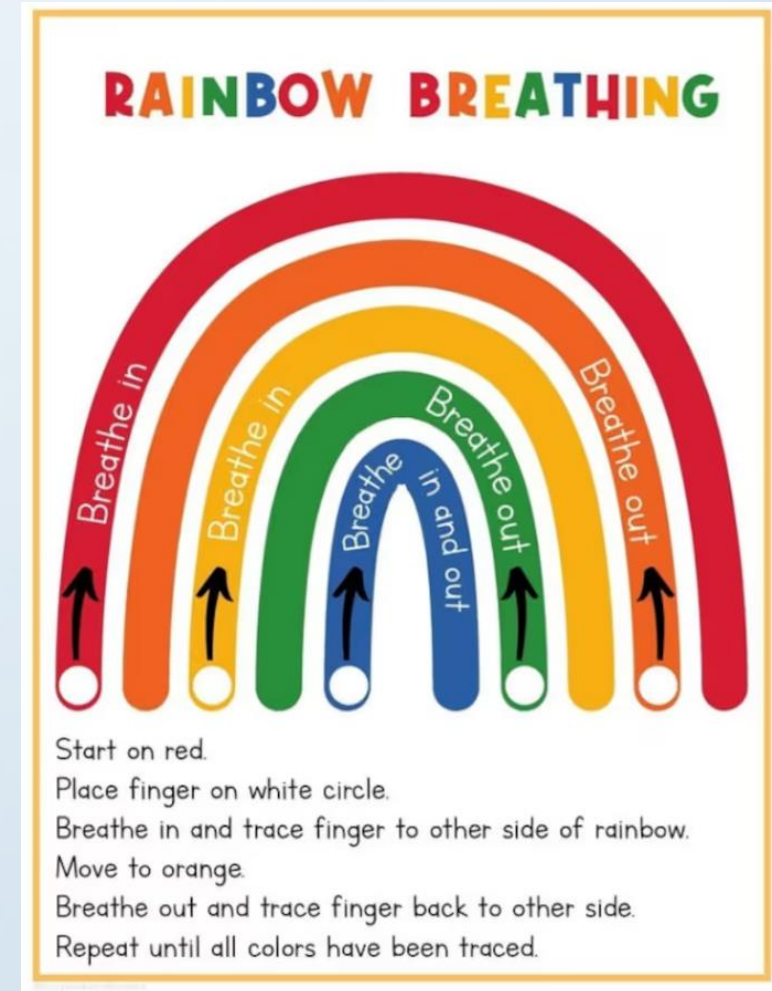 RAINBOW BREATHING
Breathe in
Breathe out
Breathe in
Breathe out
Breathe in and out
Start on red.
Place finger on white circle.
Breathe in and trace finger to other side of rainbow.
Move to orange.
Breathe out and trace finger back to other side.
Repeat until all colors have been traced.